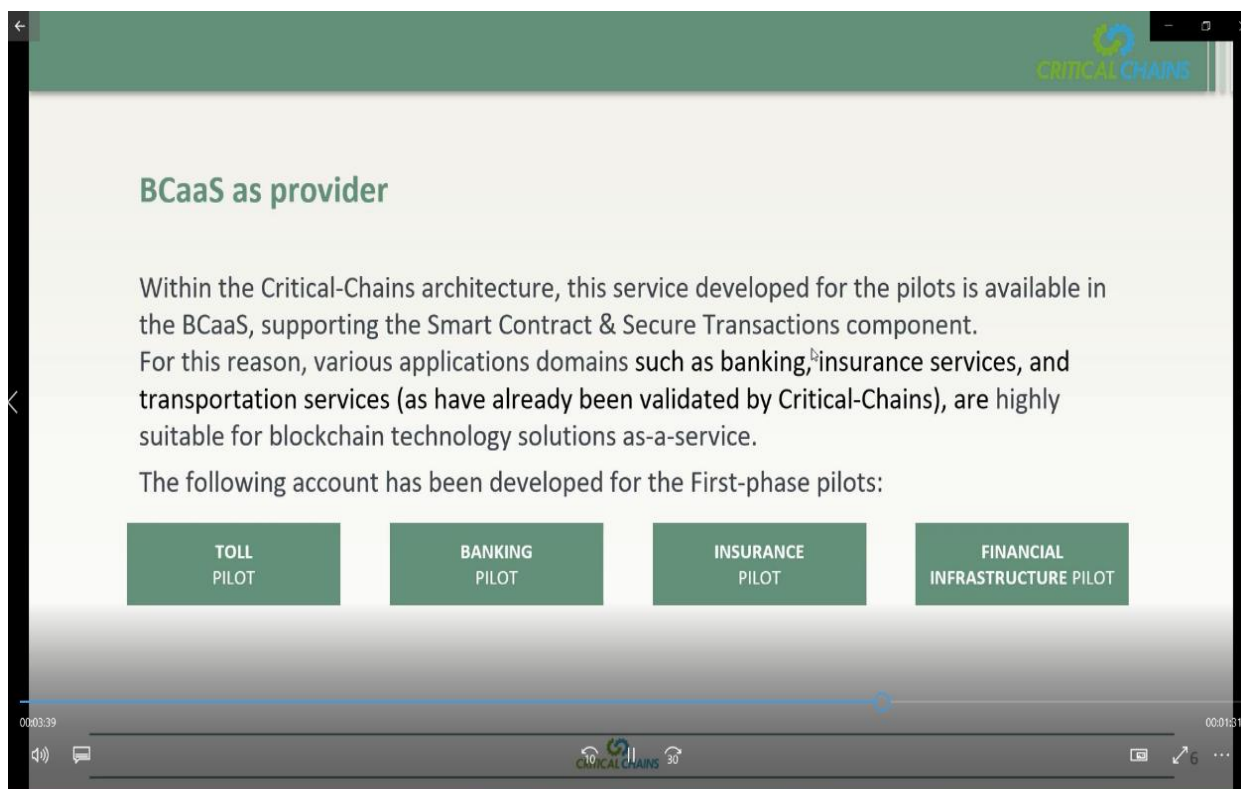 CRITICAL CHAINS
BCaaS as provider
Within the Critical-Chains architecture, this service developed for the pilots is available in
the BCaaS, supporting the Smart Contract & Secure Transactions component.
For this reason, various applications domains such as banking, insurance services, and
transportation services (as have already been validated by Critical-Chains), are highly
suitable for blockchain technology solutions as-a-service.
The following account has been developed for the First-phase pilots:
TOLL
PILOT
BANKING
PILOT
INSURANCE
PILOT
FINANCIAL
INFRASTRUCTURE PILOT
00:03:39
00:01:31
10
30
CRITICAL CHAINS
6